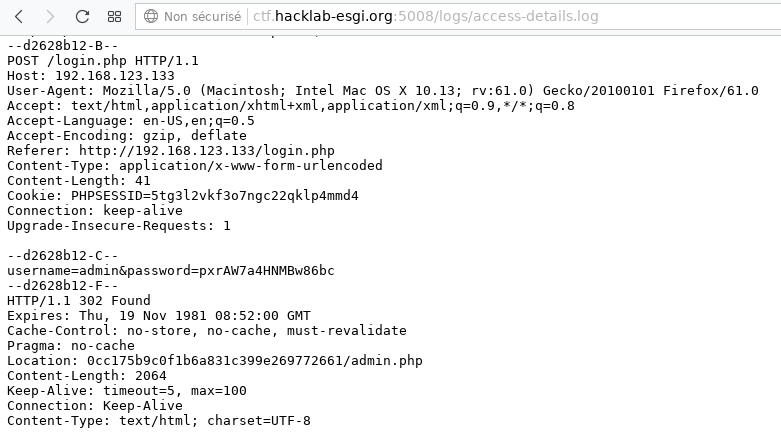 Non sécurisé ctf.hacklab-esgi.org:5008/logs/access-details.log
--d2628b12-B--
POST /login.php HTTP/1.1
Host: 192.168.123.133
User-Agent: Mozilla/5.0 (Macintosh; Intel Mac OS X 10.13; rv:61.0) Gecko/20100101 Firefox/61.0
Accept: text/html,application/xhtml+xml,application/xml;q=0.9,*/*;q=0.8
Accept-Language: en-US,en;q=0.5
Accept-Encoding: gzip, deflate
Referer: http://192.168.123.133/login.php
Content-Type: application/x-www-form-urlencoded
Content-Length: 41
Cookie: PHPSESSID=5tg3l2vkf3o7ngc22qklp4mmd4
Connection: keep-alive
Upgrade-Insecure-Requests: 1
--d2628b12-C--
username=admin&password=pxrAW7a4HNMBw86bc
--d2628b12-F--
HTTP/1.1 302 Found
Expires: Thu, 19 Nov 1981 08:52:00 GMT
Cache-Control: no-store, no-cache, must-revalidate
Pragma: no-cache
Location: 0cc175b9c0f1b6a831c399e269772661/admin.php
Content-Length: 2064
Keep-Alive: timeout=5, max=100
Connection: Keep-Alive
Content-Type: text/html; charset=UTF-8